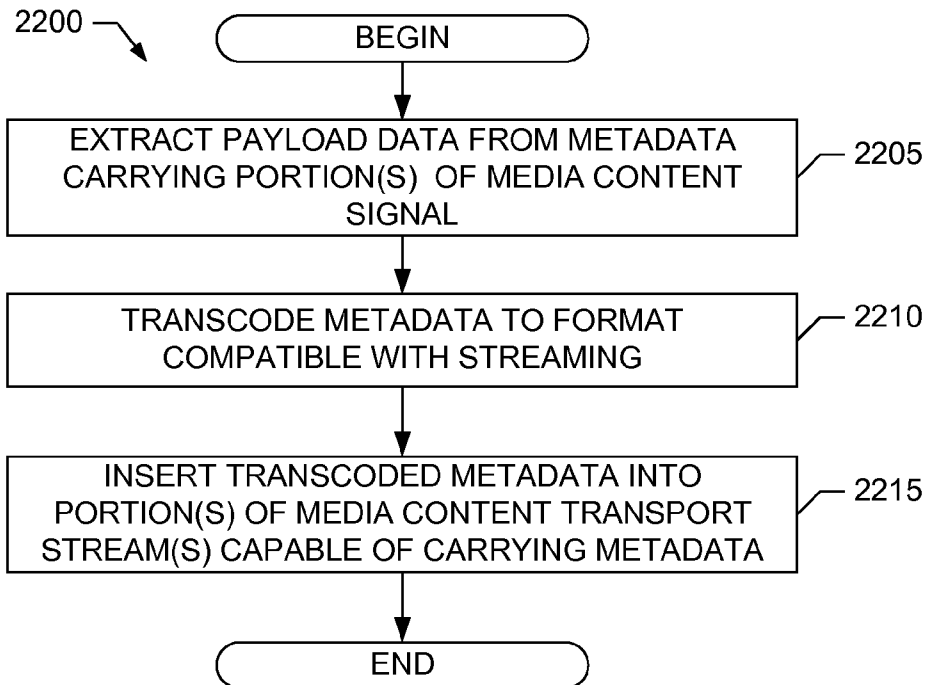 2200
BEGIN
EXTRACT PAYLOAD DATA FROM METADATA
CARRYING PORTION(S) OF MEDIA CONTENT
SIGNAL
2205
TRANSCODE METADATA TO FORMAT
COMPATIBLE WITH STREAMING
2210
INSERT TRANSCODED METADATA INTO
PORTION(S) OF MEDIA CONTENT TRANSPORT
STREAM(S) CAPABLE OF CARRYING METADATA
2215
END